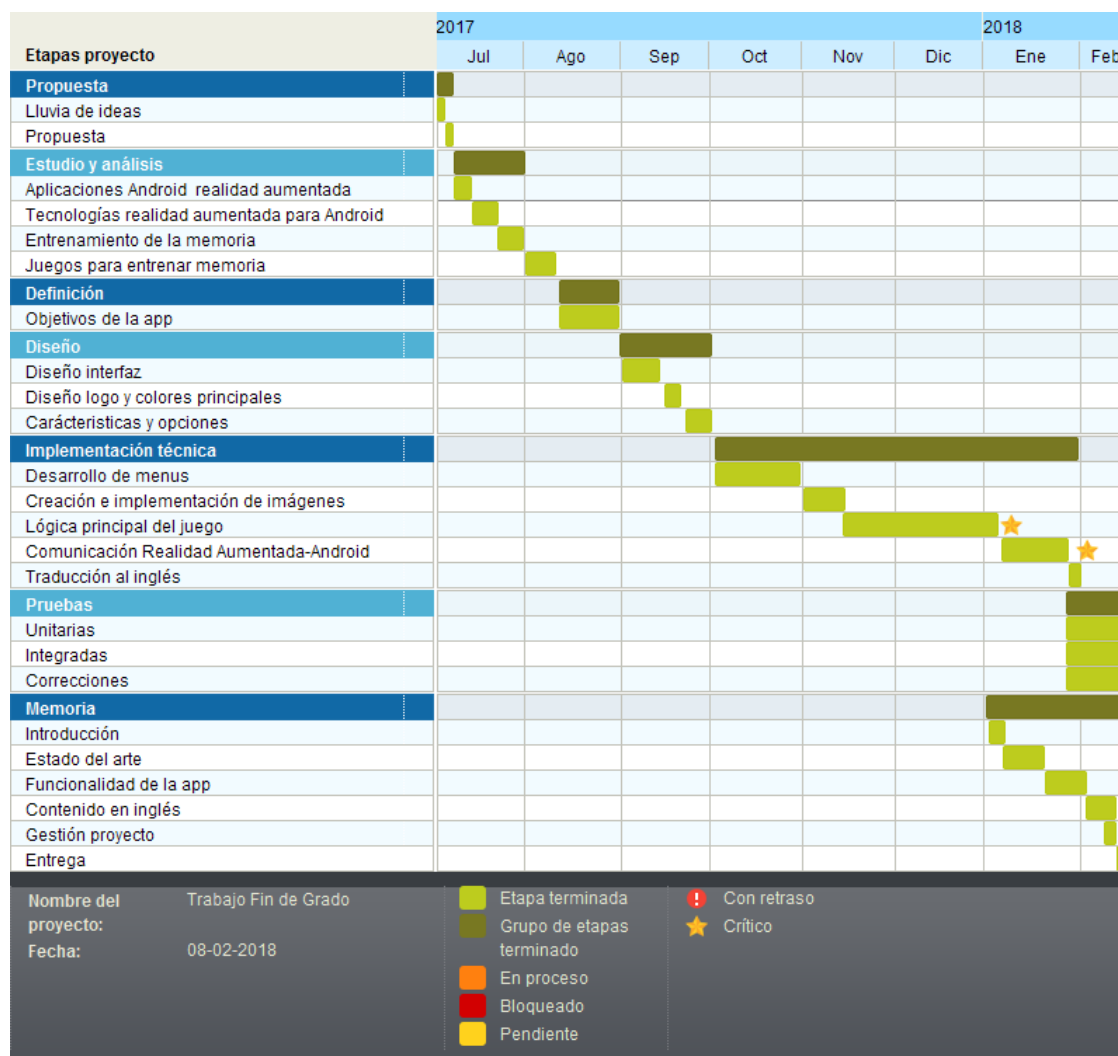 2017 2018
Etapas proyecto Jul Ago Sep Oct Nov Dic Ene Feb
Propuesta
Lluvia de ideas
Propuesta
Estudio y análisis
Aplicaciones Android realidad aumentada
Tecnologías realidad aumentada para Android
Entrenamiento de la memoria
Juegos para entrenar memoria
Definición
Objetivos de la app
Diseño
Diseño interfaz
Diseño logo y colores principales
Carácteristicas y opciones
Implementación técnica
Desarrollo de menus
Creación e implementación de imágenes
Lógica principal del juego
Comunicación Realidad Aumentada-Android
Traducción al inglés
Pruebas
Unitarias
Integradas
Correcciones
Memoria
Introducción
Estado del arte
Funcionalidad de la app
Contenido en inglés
Gestión proyecto
Entrega
Nombre del proyecto: Trabajo Fin de Grado
Fecha: 08-02-2018
Etapa terminada
Grupo de etapas
terminado
En proceso
Bloqueado
Pendiente
Con retraso
Crítico